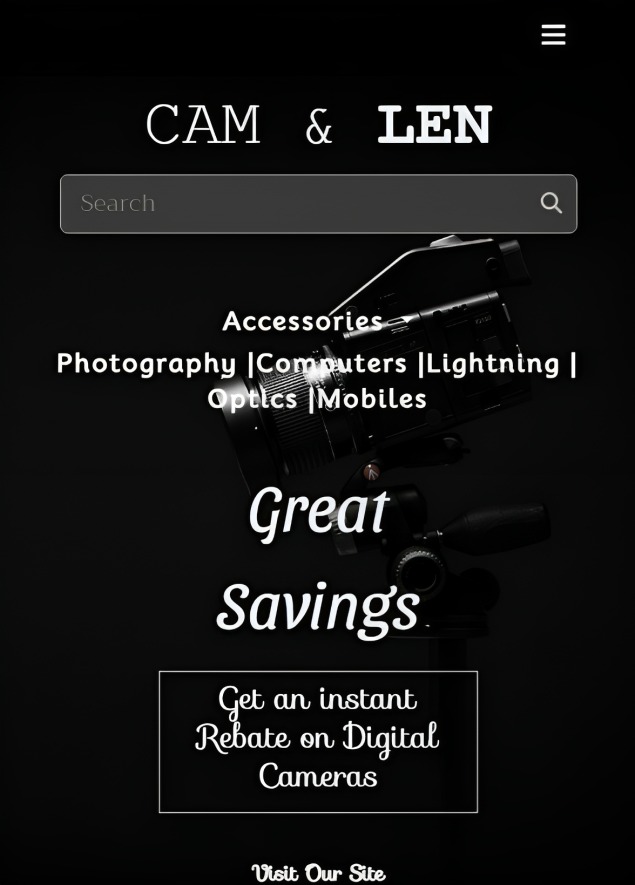 CAM & LEN
Search
Accessories
Photography |Computers |Lightning |
Optics |Mobiles
Great
Savings
Get an instant
Rebate on Digital
Cameras
Visit Our Site